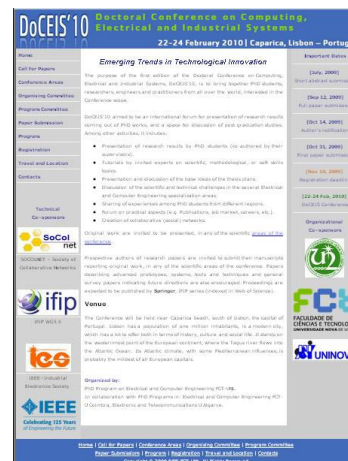 DoCEIS'10
Doctoral Conference on Computing,
Electrical and Industrial Systems
22-24 February 2010 | Caparica, Lisbon – Portug
Home
Call for Papers
Conference Areas
Organising Committee
Program Committee
Paper Submission
Program
Registration
Travel and Location
Contacts
Technical
Co-sponsors
SoCol
net
SOCOLNET - Society of
Collaborative Networks
ifip
IFIP WG5.5
ies
IEEE - Industrial
Electronics Society
IEEE
Celebrating 125 Years
of Engineering the Future
Emerging Trends in Technological Innovation
The purpose of the first edition of the Doctoral Conference on Computing,
Electrical and Industrial Systems, DoCEIS'10, is to bring together PhD students,
researchers, engineers and practitioners from all over the world, interested in the
Conference scope.
DoCEIS'10 aimed to be an international forum for presentation of research results
coming out of PhD works, and a space for discussion of post graduation studies.
Among other activities, it includes:
Presentation of research results by PhD students (co authored by their
supervisors);
Tutorials by invited experts on scientific, methodological, or soft skills
topics.
Presentation and discussion of the base ideas of the thesis plans.
Discussion of the scientific and technical challenges in the several Electrical
and Computer Engineering specialization areas;
Sharing of experiences among PhD students from different regions.
Forum on practical aspects (e.g. Publications, job market, careers, etc.)
Creation of collaborative (social) networks.
Original work are invited to be presented, in any of the scientific areas of the
conference.
Prospective authors of research papers are invited to submit their manuscripts
reporting original work, in any of the scientific areas of the conference. Papers
describing advanced prototypes, systems, tools and techniques and general
survey papers indicating future directions are also encouraged. Proceedings are
expected to be published by Springer, IFIP series (indexed in Web of Science).
Venue
The Conference will be held near Caparica beach, south of Lisbon, the capital of
Portugal. Lisbon has a population of one million inhabitants, is a modern city,
which has a lot to offer both in terms of history, culture, and social life. It stands on
the westernmost point of the European continent, where the Tagus river flows into
the Atlantic Ocean. Its Atlantic climate, with some Mediterranean influences, is
probably the mildest of all European capitals.
Organized by:
PhD Program on Electrical and Computer Engineering FCT-UNL
In collaboration with PhD Programs in: Electrical and Computer Engineering FCT-
U Coimbra, Electronic and Telecommunications U Algarve.
Important Dates
[July, 2009]
Short abstract submissio
[Sep 12, 2009]
Full paper submission
[Oct 14, 2009]
Author's notification
[Oct 31, 2009]
Final paper submission
[Nov 10, 2009]
Registration deadline
[22-24 Feb, 2010]
DoCEIS Conference
Organizational
Co-sponsors
FC
FACULDADE DE
CIÊNCIAS E TECNOLO
UNIVERSIDADE NOVA DE
UNINOV
Home | Call for Papers | Conference Areas | Organising Committee | Program Committee
Paper Submission | Program | Registration | Travel and location | Contacts